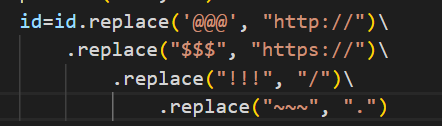 id=id.replace('@@@', "http://")\
.replace("$$$", "https://")\
.replace("!!!", "/")\
.replace("~~~", ".")